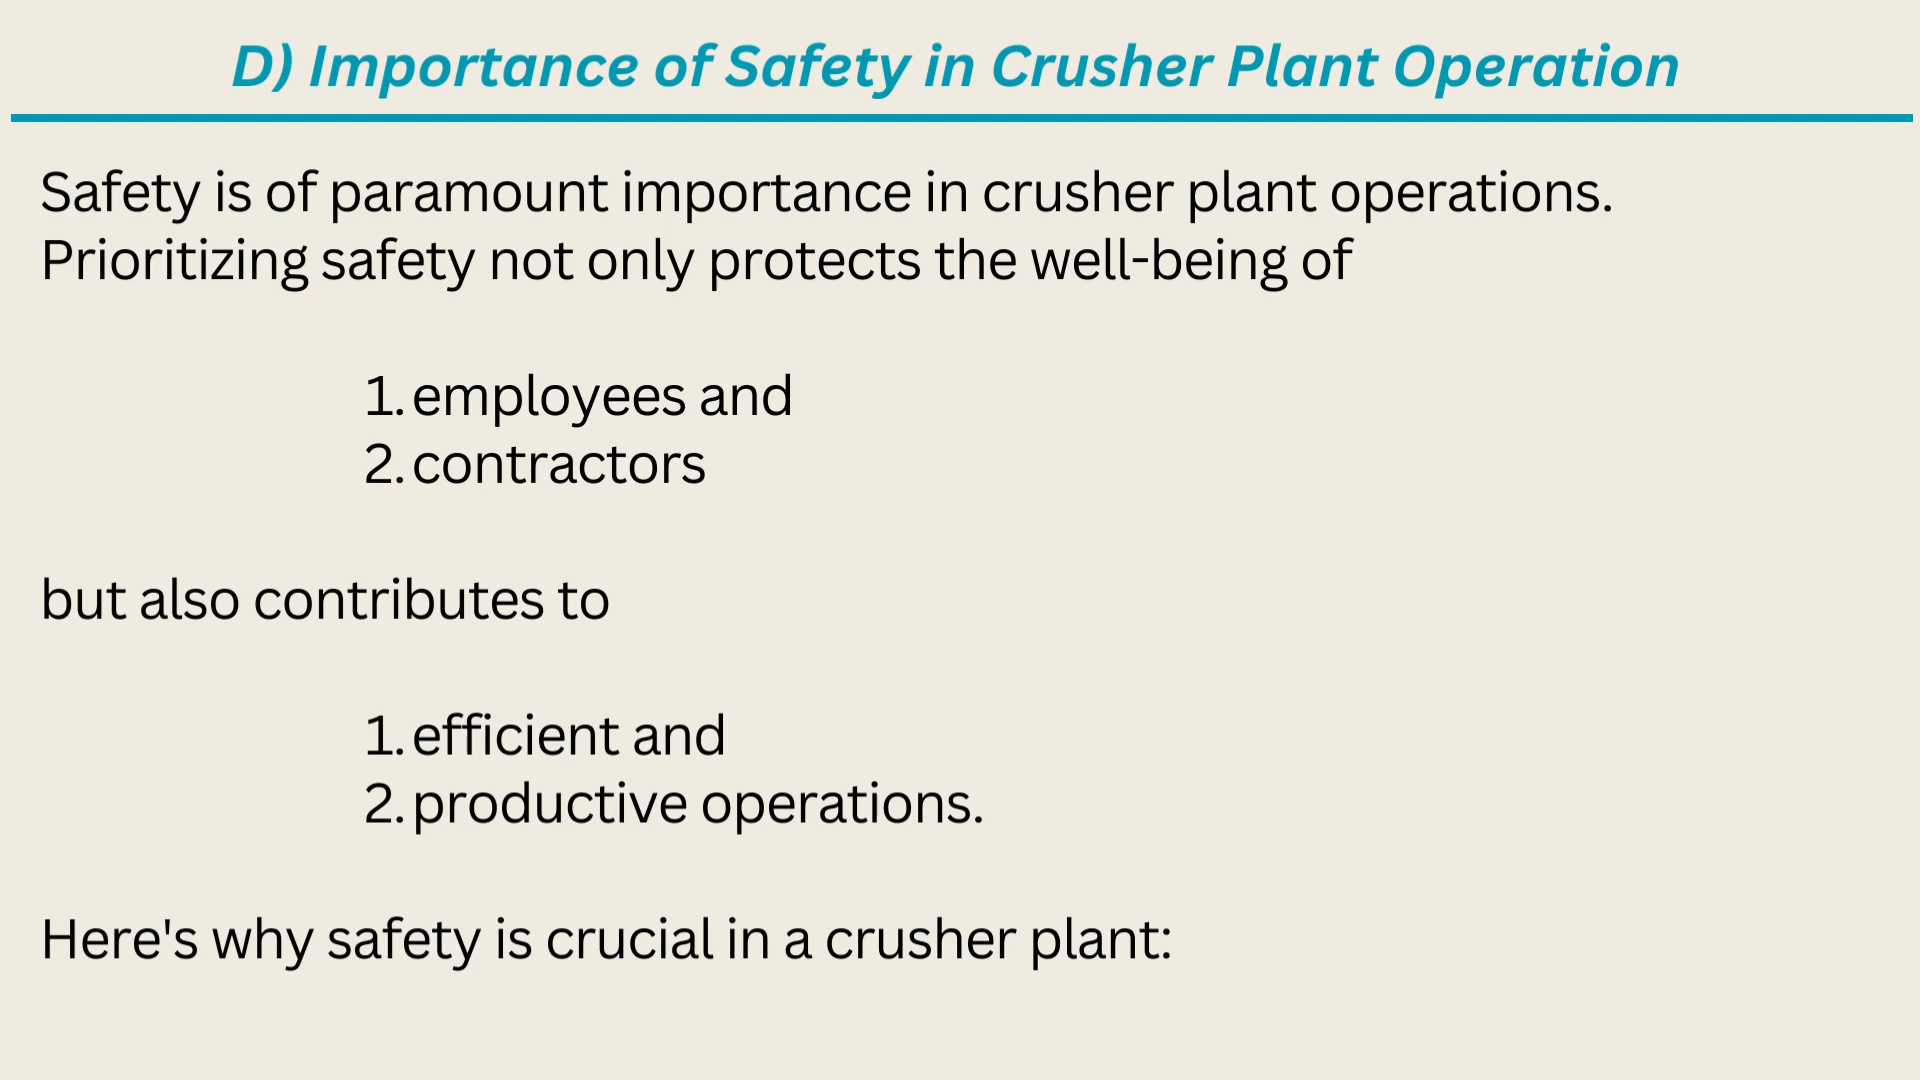 D) Importance of Safety in Crusher Plant Operation
Safety is of paramount importance in crusher plant operations.
Prioritizing safety not only protects the well-being of
1. employees and
2. contractors
but also contributes to
1. efficient and
2. productive operations.
Here's why safety is crucial in a crusher plant: